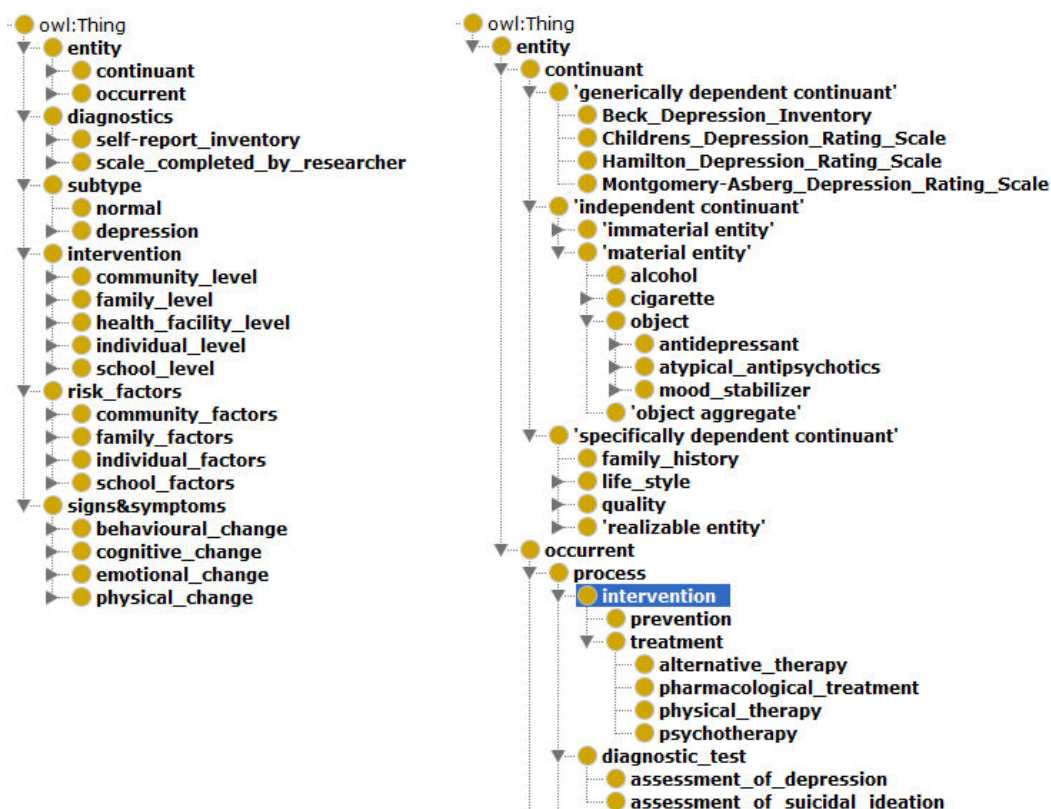 owl:Thing
entity
continuant
occurrent
diagnostics
self-report_inventory
scale_completed_by_researcher
subtype
normal
depression
intervention
community_level
family_level
health_facility_level
individual_level
school_level
risk_factors
community_factors
family_factors
individual_factors
school_factors
signs&symptoms
behavioural_change
cognitive_change
emotional_change
physical_change
owl:Thing
entity
continuant
'generically dependent continuant'
Beck_Depression_Inventory
Childrens_Depression_Rating_Scale
Hamilton_Depression_Rating_Scale
Montgomery-Asberg_Depression_Rating_Scale
'independent continuant'
'immaterial entity'
'material entity'
alcohol
cigarette
object
antidepressant
atypical_antipsychotics
mood_stabilizer
'object aggregate'
'specifically dependent continuant'
family_history
life_style
quality
'realizable entity'
occurrent
process
intervention
prevention
treatment
alternative_therapy
pharmacological_treatment
physical_therapy
psychotherapy
diagnostic_test
assessment_of_depression
assessment_of_suicidal_ideation